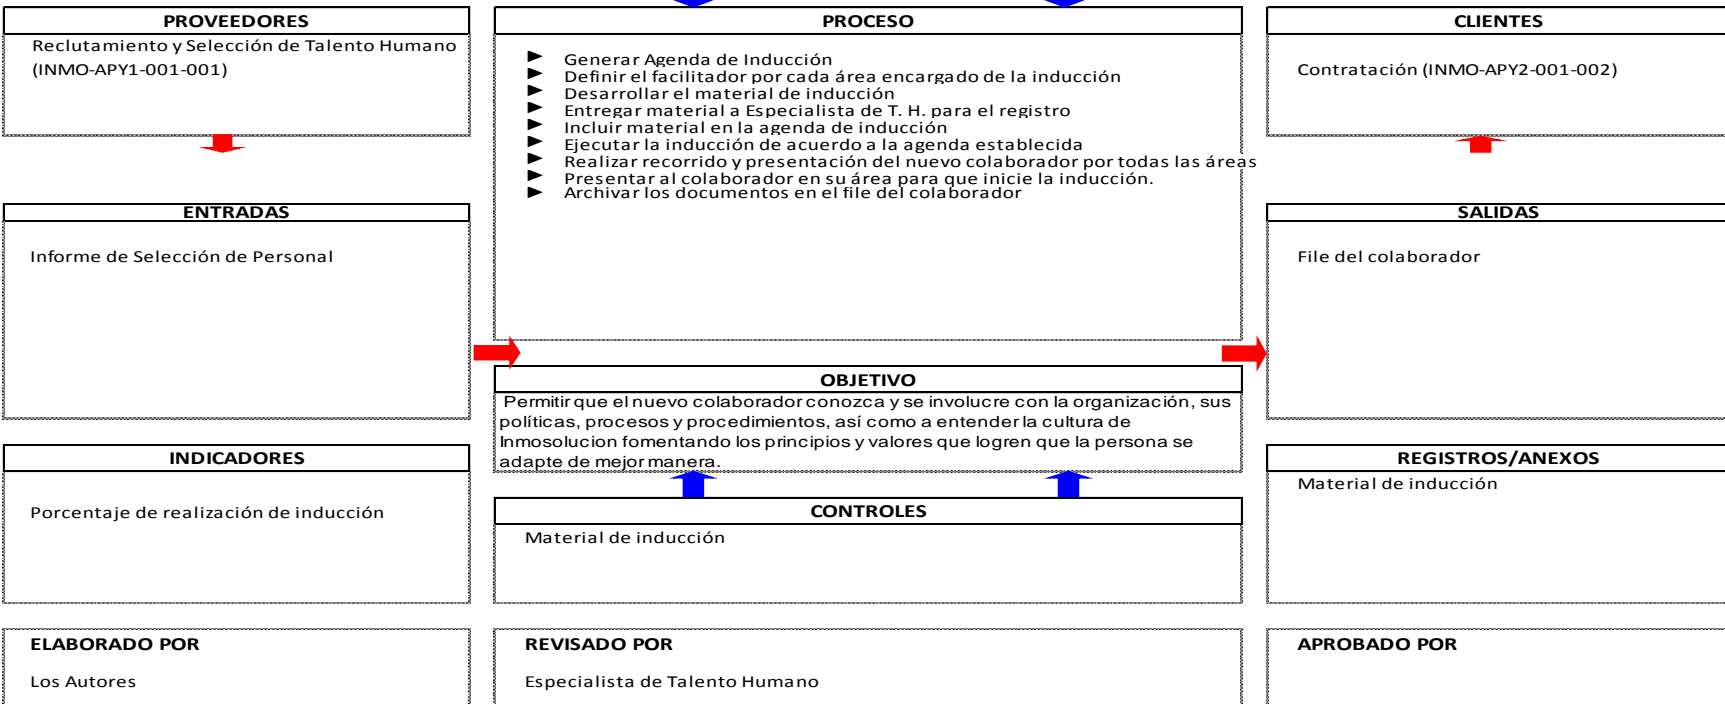 PROVEEDORES
Reclutamiento y Selección de Talento Humano
(INMO-APY1-001-001)
PROCESO
Generar Agenda de Inducción
Definir el facilitador por cada área encargado de la inducción
Desarrollar el material de inducción
Entregar material a Especialista de T. H. para el registro
Incluir material en la agenda de inducción
Ejecutar la inducción de acuerdo a la agenda establecida
Realizar recorrido y presentación del nuevo colaborador por todas las áreas
Presentar al colaborador en su área para que inicie la inducción.
Archivar los documentos en el file del colaborador
CLIENTES
Contratación (INMO-APY2-001-002)
ENTRADAS
Informe de Selección de Personal
SALIDAS
File del colaborador
OBJETIVO
Permitir que el nuevo colaborador conozca y se involucre con la organización, sus
políticas, procesos y procedimientos, así como a entender la cultura de
Inmosolucion fomentando los principios y valores que logren que la persona se
adapte de mejor manera.
INDICADORES
Porcentaje de realización de inducción
CONTROLES
Material de inducción
REGISTROS/ANEXOS
Material de inducción
ELABORADO POR
Los Autores
REVISADO POR
Especialista de Talento Humano
APROBADO POR